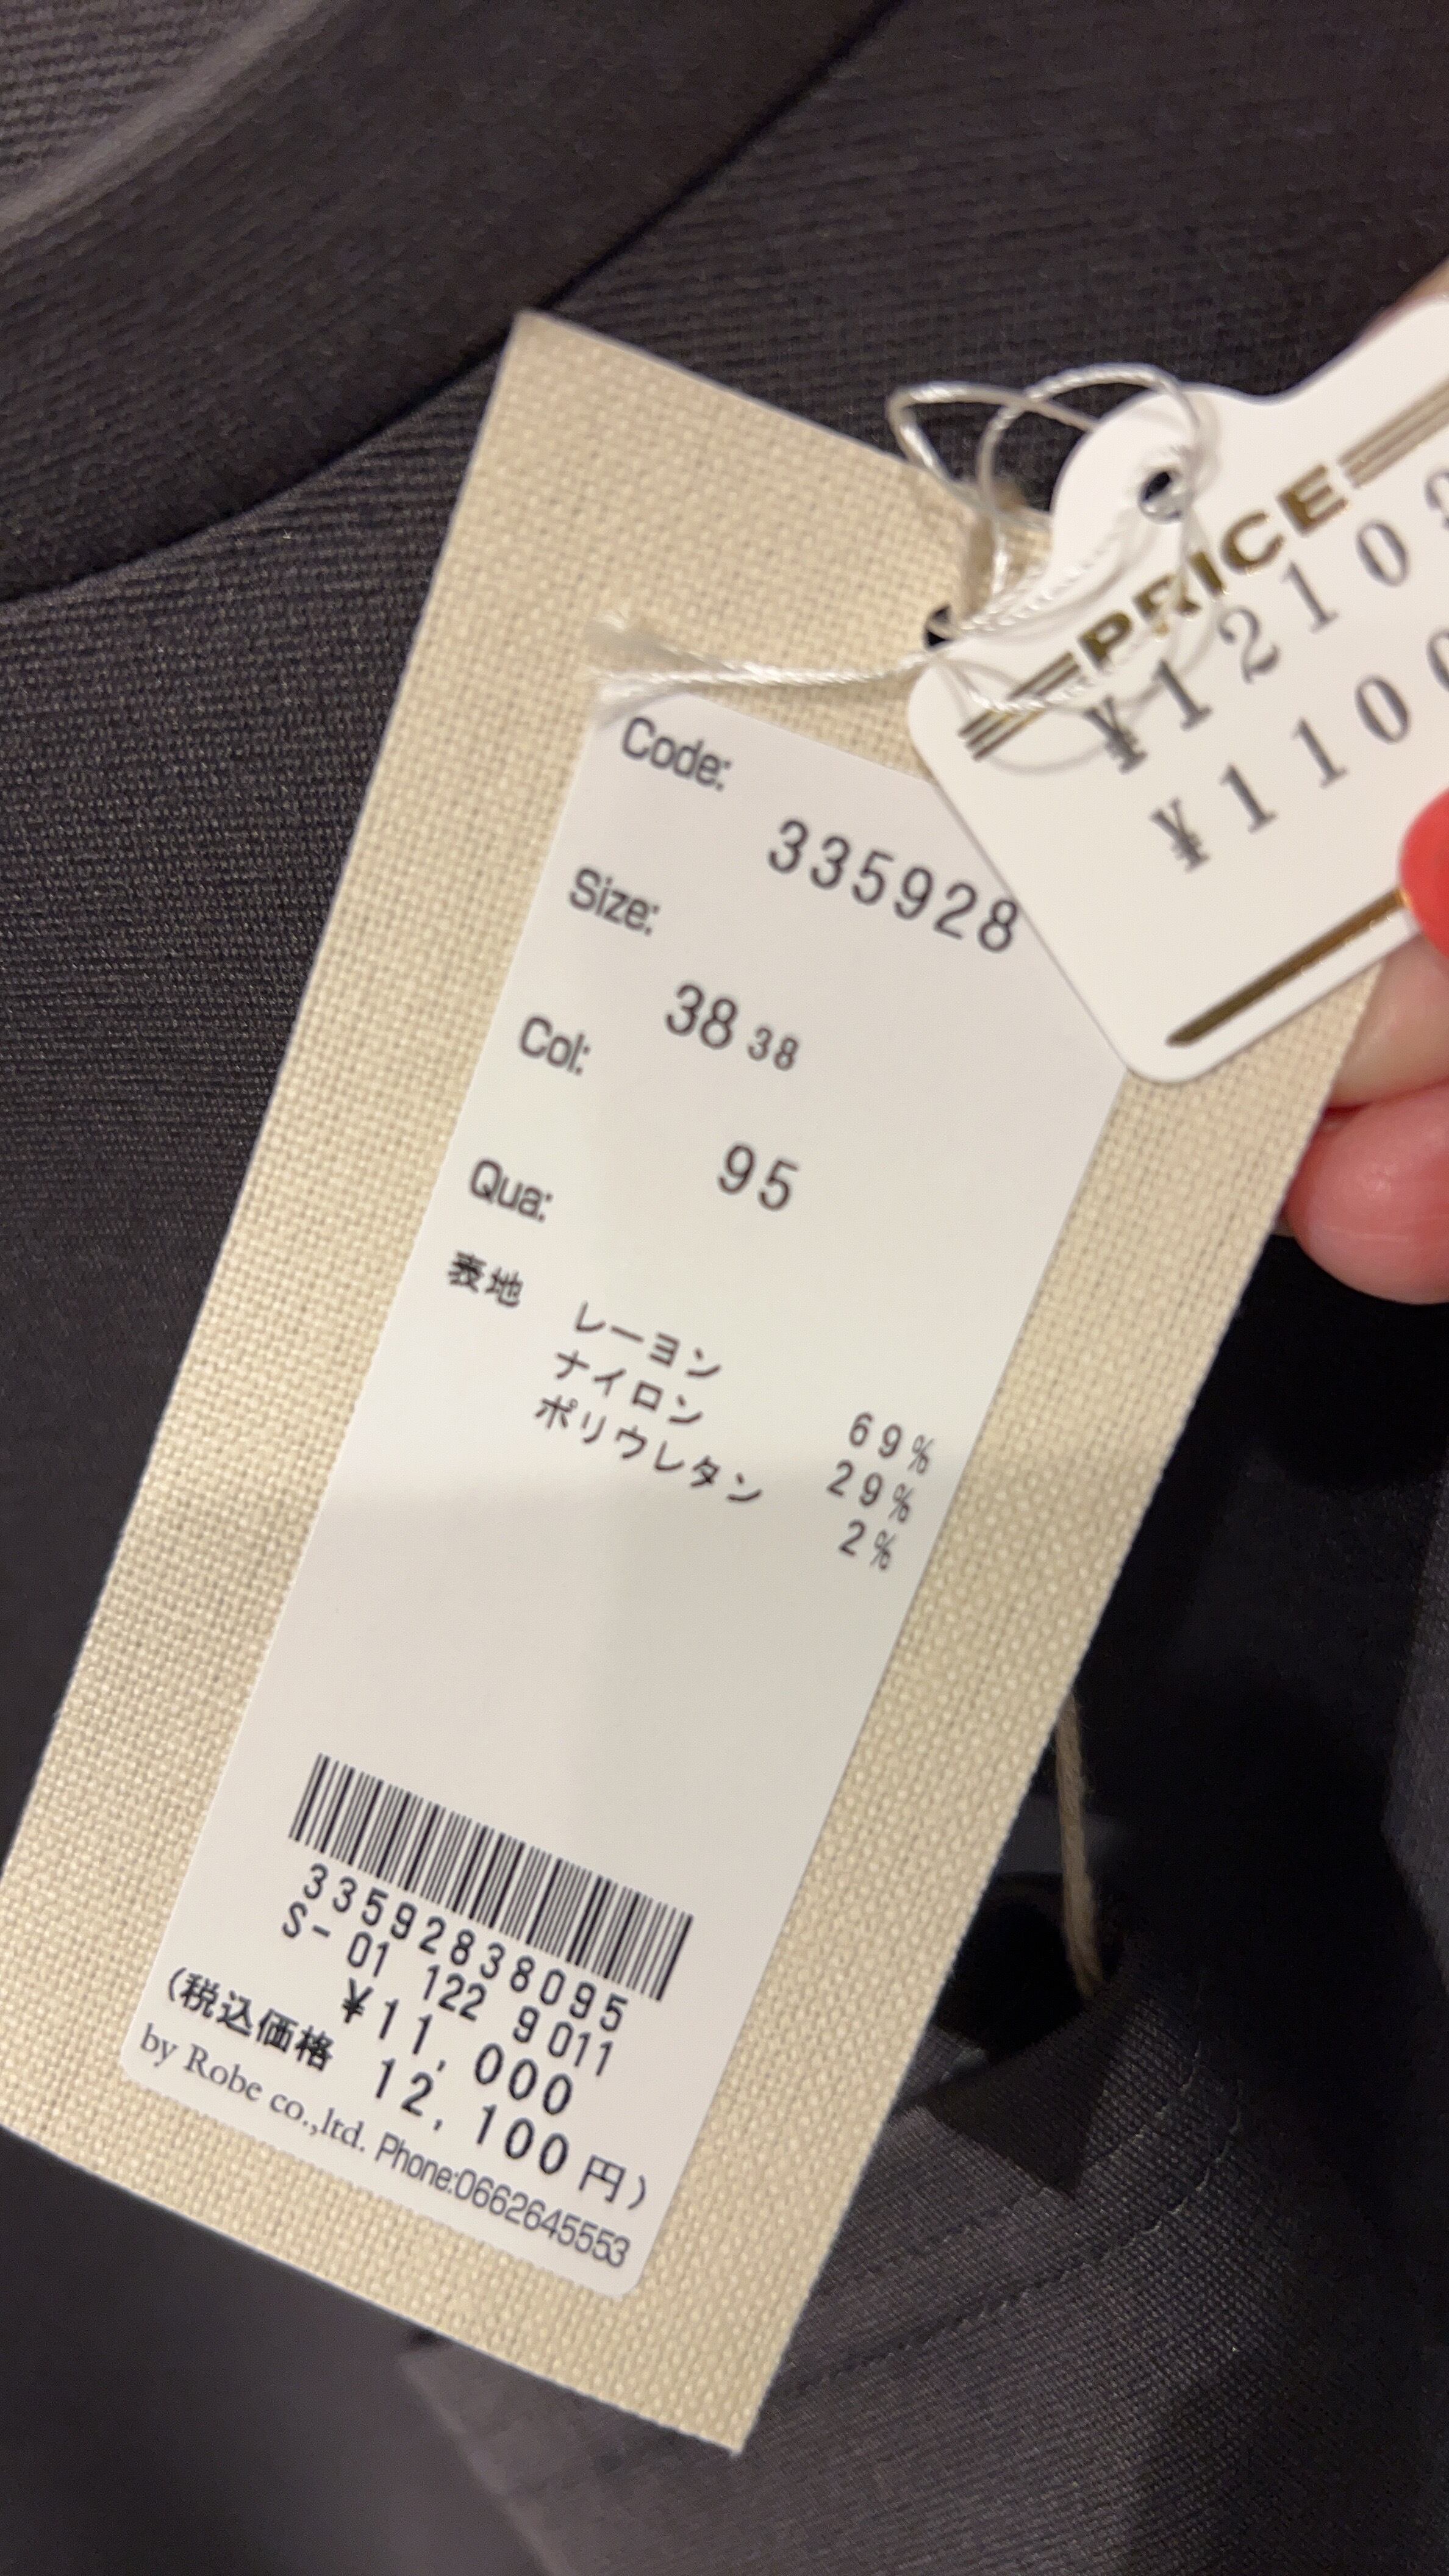 PRICE
¥1210
¥1100
Code:
335928
Size:
38 38
Col:
95
Qua:
表地 レーヨン 69%
ナイロン 29%
ポリウレタン 2%
33592838095
S-01 122 9011
¥11,000
(税込価格 12,100円)
by Robe co.,ltd. Phone:0662645553